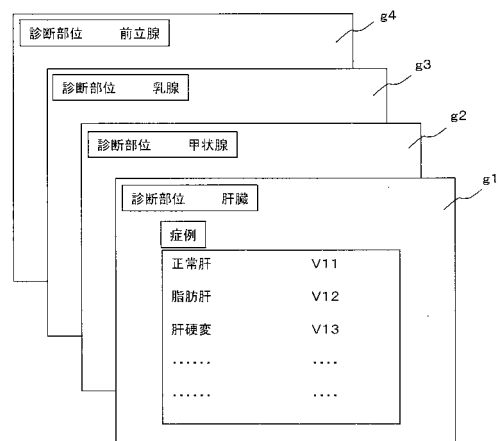 g4
診断部位 前立腺
g3
診断部位 乳腺
g2
診断部位 甲状腺
g1
診断部位 肝臓
症例
正常肝 V11
脂肪肝 V12
肝硬変 V13
...... ....
...... ....